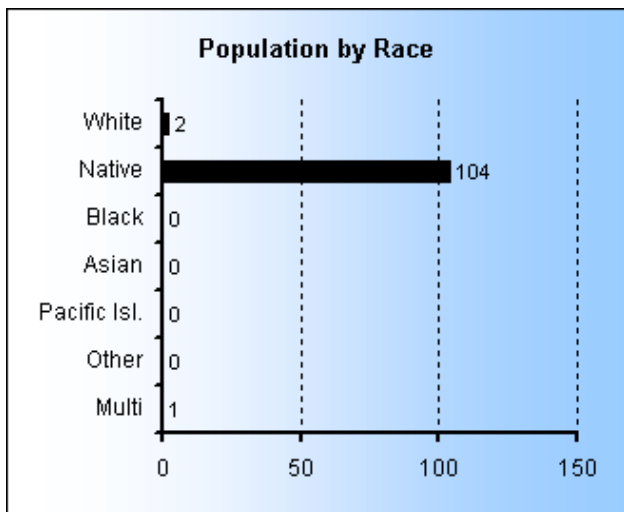 Population by Race
White 2
Native 104
Black 0
Asian 0
Pacific Isl. 0
Other 0
Multi 1
0 50 100 150